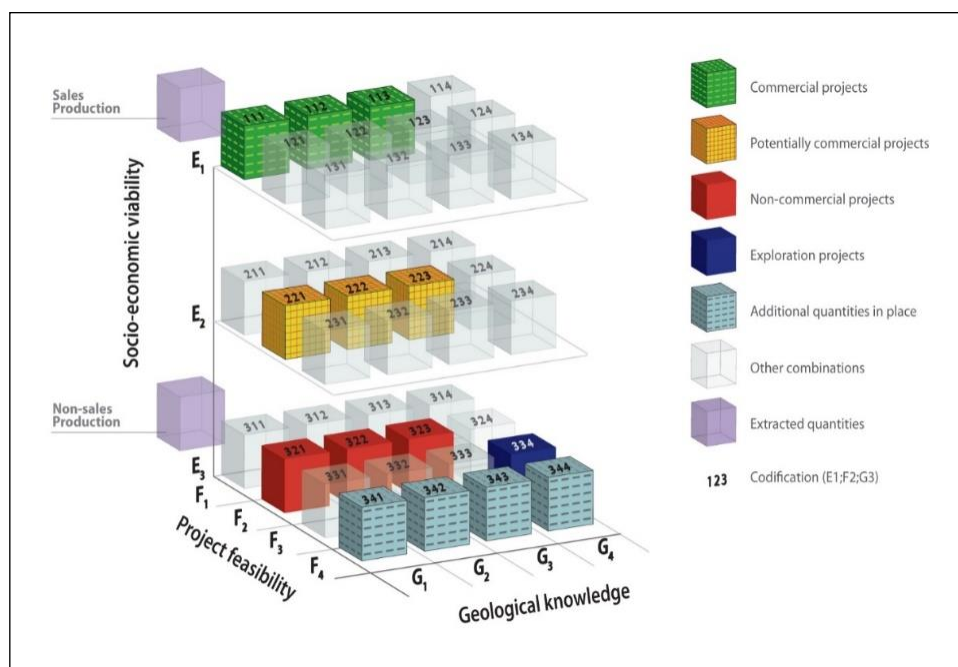 Sales
Production
Socio-economic viability
E1
111
112
113
114
121
122
123
124
131
132
133
134
E2
211
212
213
214
221
222
223
224
231
232
233
234
Non-sales
Production
E3
311
312
313
314
321
322
323
324
331
332
333
334
341
342
343
344
F1
F2
F3
F4
Project feasibility
G1
G2
G3
G4
Geological knowledge
Commercial projects
Potentially commercial projects
Non-commercial projects
Exploration projects
Additional quantities in place
Other combinations
Extracted quantities
123 Codification (E1;F2;G3)